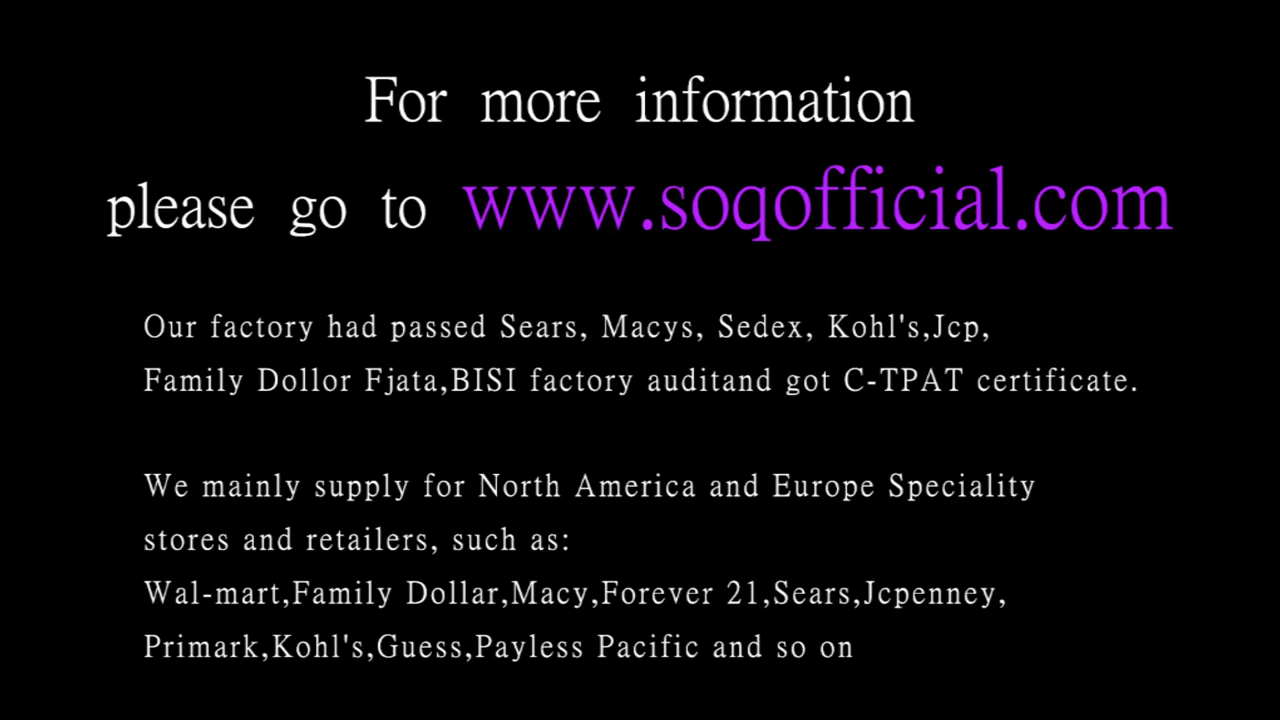 For more information
please go to www.soqofficial.com
Our factory had passed Sears, Macys, Sedex, Kohl's,Jcp,
Family Dollor Fjata,BISI factory auditand got C-TPAT certificate.
We mainly supply for North America and Europe Speciality
stores and retailers, such as:
Wal-mart,Family Dollar,Macy,Forever 21,Sears,Jcpenney,
Primark,Kohl's,Guess,Payless Pacific and so on